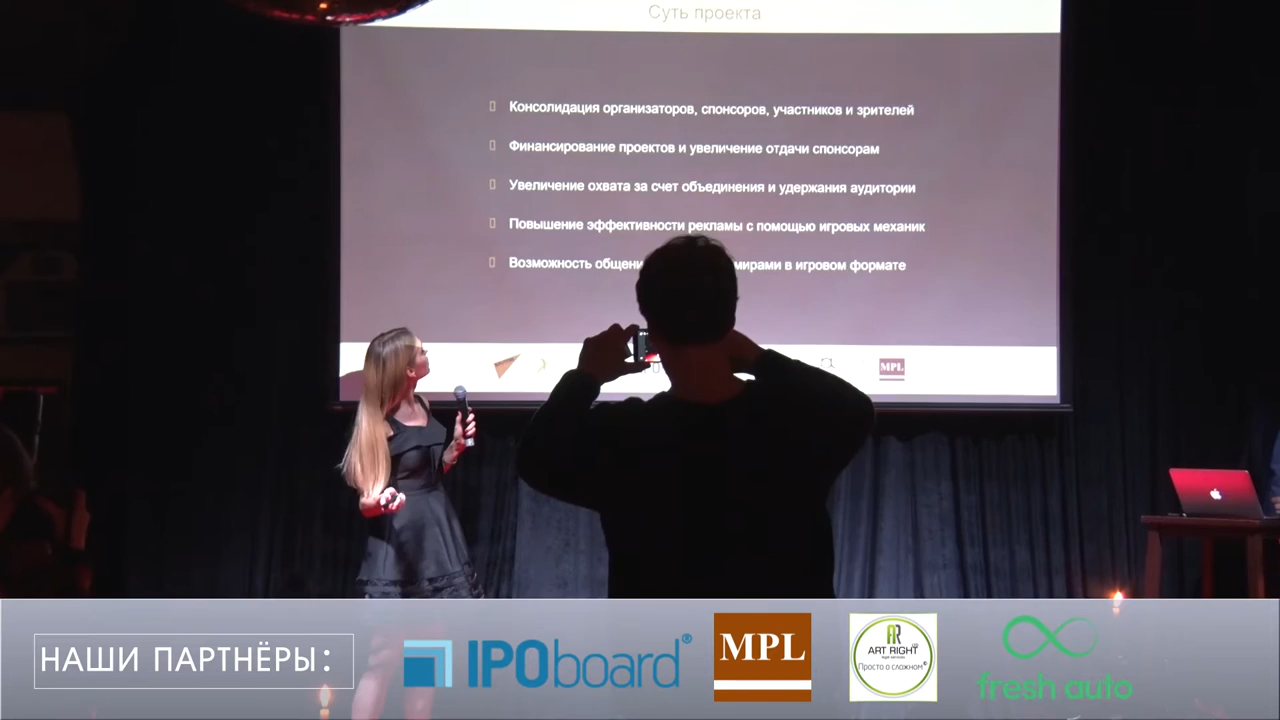 Суть проекта
Консолидация организаторов, спонсоров, участников и зрителей
Финансирование проектов и увеличение отдачи спонсорам
Увеличение охвата за счет объединения и удержания аудитории
Повышение эффективности рекламы с помощью игровых механик
Возможность общени мирами в игровом формате
MPL
НАШИ ПАРТНЁРЫ:
IPOboard®
MPL
ART RIGHT
Просто о сложном©
fresh auto